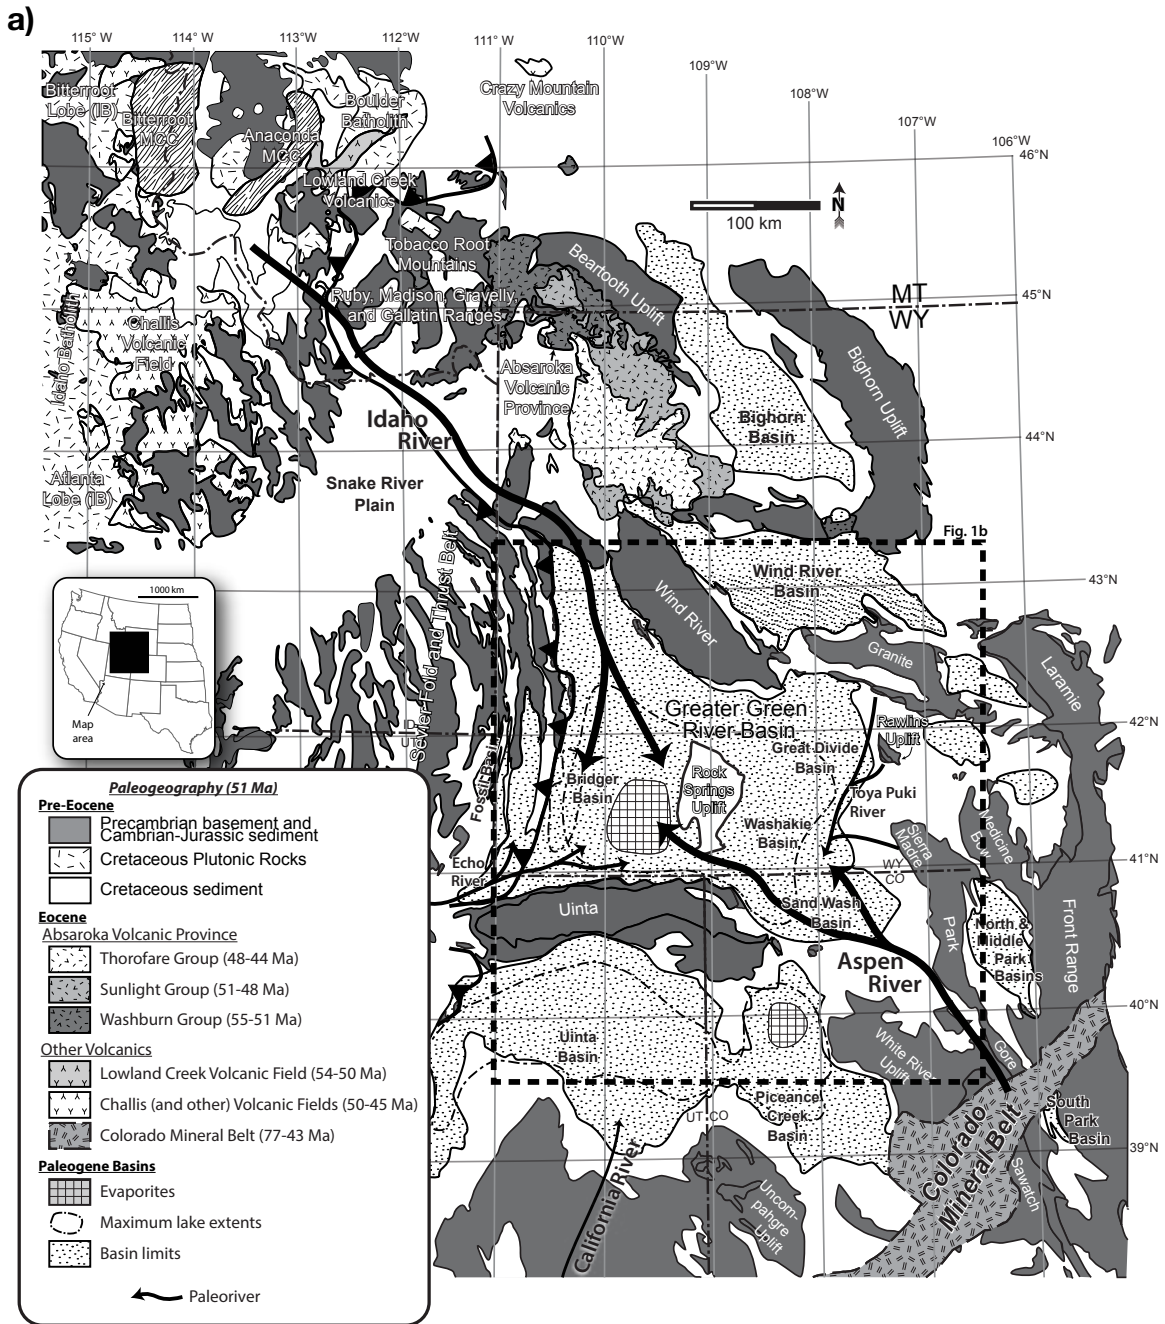 a)
115°W
114°W
113°W
112°W
111°W
110°W
109°W
108°W
107°W
106°W
46°N
45°N
44°N
43°N
42°N
41°N
40°N
39°N
Bitterroot
Lobe (IB)
Bitterroot
MCC
Anaconda
MCC
Boulder
Batholith
Crazy Mountain
Volcanics
Lowland Creek
Volcanics
100 km
N
Tobacco Root
Mountains
Beartooth Uplift
Ruby, Madison, Gravelly,
and Gallatin Ranges
MT
WY
Idaho Batholith
Challis
Volcanic
Field
Absaroka
Volcanic
Province
Bighorn Uplift
Bighorn
Basin
Idaho
River
Atlanta
Lobe (IB)
Snake River
Plain
Fig. 1b
Sevier Fold and Thrust Belt
Wind River
Basin
Wind River
Granite
Laramie
1000 km
Map
area
ID
UT
Fossil Basin
Greater Green
River Basin
Great Divide
Basin
Rawlins
Uplift
Bridger
Basin
Rock
Springs
Uplift
Toya Puki
River
Washakie
Basin
Sierra
Madre
Medicine
Bow
Echo
River
WY
CO
Uinta
Sand Wash
Basin
Park
North &
Middle
Park
Basins
Front Range
Aspen
River
Uinta
Basin
White River
Uplift
Gore
UT
CO
Piceance
Creek
Basin
South
Park
Basin
Colorado
Mineral Belt
Sawatch
California River
Uncom-
pahgre
Uplift
Paleogeography (51 Ma)
Pre-Eocene
Precambrian basement and
Cambrian-Jurassic sediment
Cretaceous Plutonic Rocks
Cretaceous sediment
Eocene
Absaroka Volcanic Province
Thorofare Group (48-44 Ma)
Sunlight Group (51-48 Ma)
Washburn Group (55-51 Ma)
Other Volcanics
Lowland Creek Volcanic Field (54-50 Ma)
Challis (and other) Volcanic Fields (50-45 Ma)
Colorado Mineral Belt (77-43 Ma)
Paleogene Basins
Evaporites
Maximum lake extents
Basin limits
Paleoriver